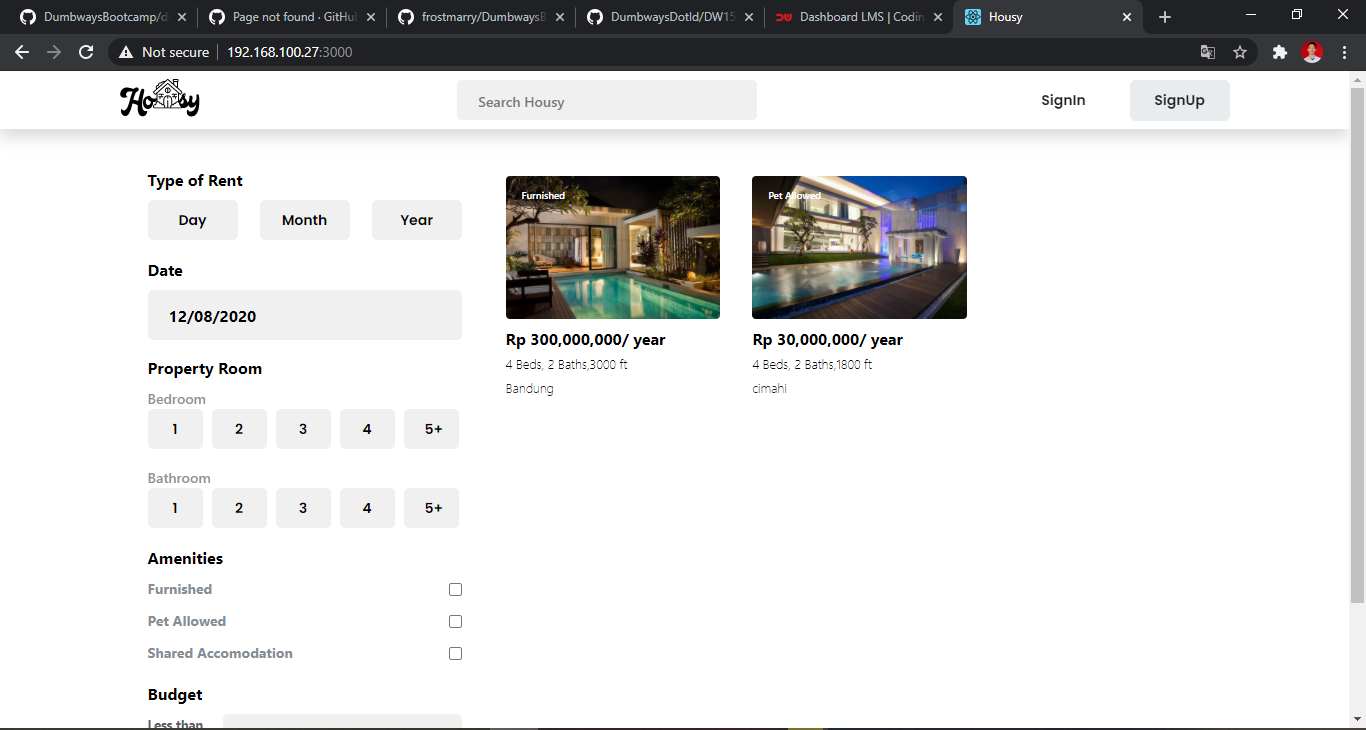 DumbwaysBootcamp/d
Page not found · GitHu
frostmarry/DumbwaysB
DumbwaysDotId/DW15
Dashboard LMS | Codin
Housy
Not secure
192.168.100.27:3000
Housy
Search Housy
SignIn
SignUp
Type of Rent
Day
Month
Year
Date
12/08/2020
Property Room
Bedroom
1
2
3
4
5+
Bathroom
1
2
3
4
5+
Amenities
Furnished
Pet Allowed
Shared Accomodation
Budget
Less than
Furnished
Rp 300,000,000/ year
4 Beds, 2 Baths,3000 ft
Bandung
Pet Allowed
Rp 30,000,000/ year
4 Beds, 2 Baths,1800 ft
cimahi